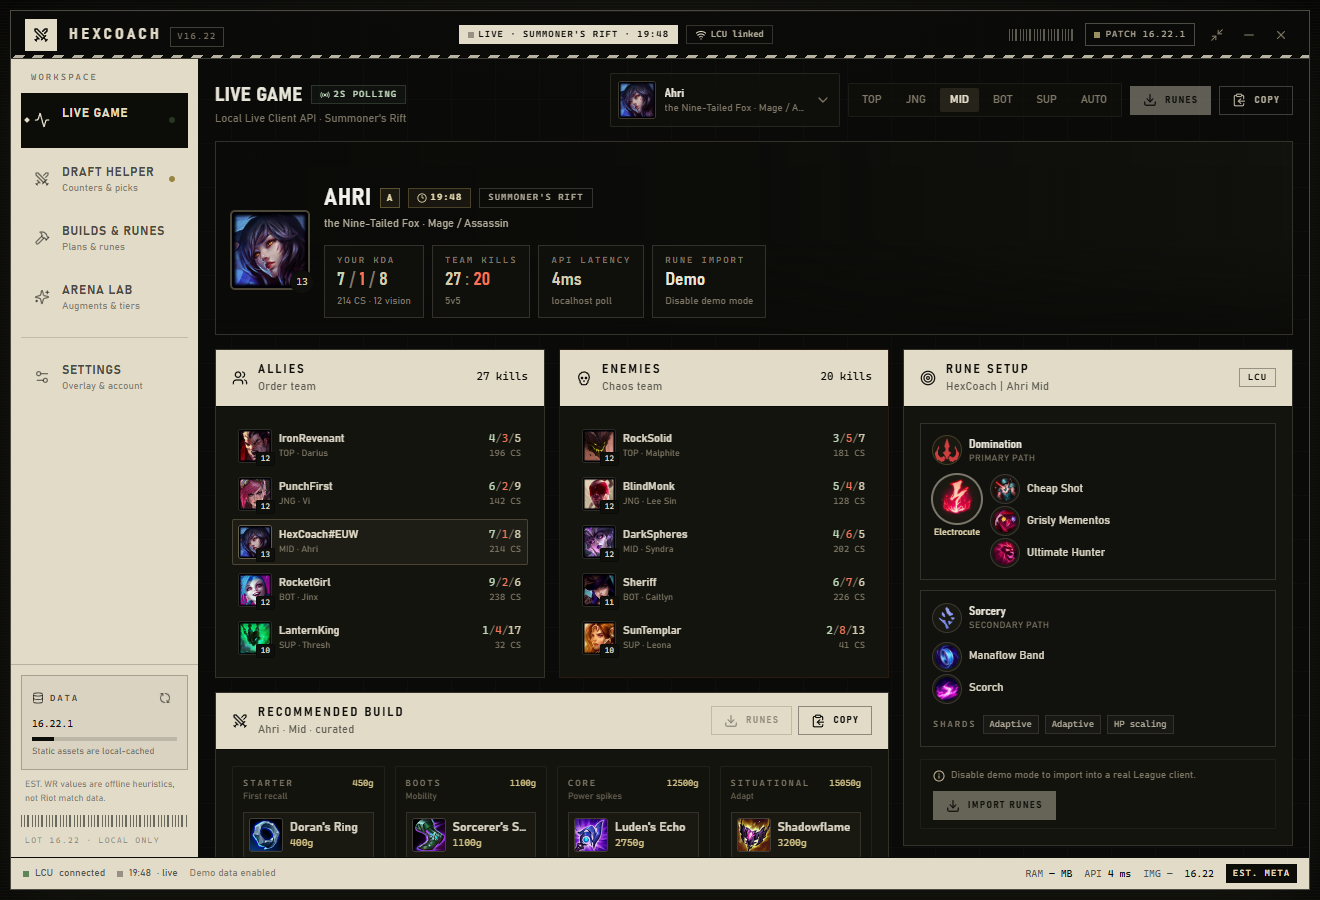 HEXCOACH V16.22
LIVE · SUMMONER'S RIFT · 19:48
LCU linked
PATCH 16.22.1
WORKSPACE
LIVE GAME
DRAFT HELPER
Counters & picks
BUILDS & RUNES
Plans & runes
ARENA LAB
Augments & tiers
SETTINGS
Overlay & account
DATA
16.22.1
Static assets are local-cached
EST. WR values are offline heuristics,
not Riot match data.
LOT 16.22 · LOCAL ONLY
LIVE GAME 2S POLLING
Local Live Client API · Summoner's Rift
Ahri
the Nine-Tailed Fox · Mage / A…
TOP JNG MID BOT SUP AUTO
RUNES COPY
AHRI A 19:48 SUMMONER'S RIFT
the Nine-Tailed Fox · Mage / Assassin
13
YOUR KDA
7 / 1 / 8
214 CS · 12 vision
TEAM KILLS
27 : 20
5v5
API LATENCY
4ms
localhost poll
RUNE IMPORT
Demo
Disable demo mode
ALLIES
Order team
27 kills
IronRevenant 4/3/5
12 TOP · Darius 196 CS
PunchFirst 6/2/9
12 JNG · Vi 142 CS
HexCoach#EUW 7/1/8
13 MID · Ahri 214 CS
RocketGirl 9/2/6
12 BOT · Jinx 238 CS
LanternKing 1/4/17
10 SUP · Thresh 32 CS
ENEMIES
Chaos team
20 kills
RockSolid 3/5/7
12 TOP · Malphite 181 CS
BlindMonk 5/4/8
12 JNG · Lee Sin 128 CS
DarkSpheres 4/6/5
12 MID · Syndra 202 CS
Sheriff 6/7/6
11 BOT · Caitlyn 226 CS
SunTemplar 2/8/13
10 SUP · Leona 41 CS
RUNE SETUP
HexCoach | Ahri Mid
LCU
Domination
PRIMARY PATH
Electrocute
Cheap Shot
Grisly Mementos
Ultimate Hunter
Sorcery
SECONDARY PATH
Manaflow Band
Scorch
SHARDS Adaptive Adaptive HP scaling
Disable demo mode to import into a real League client.
IMPORT RUNES
RECOMMENDED BUILD
Ahri · Mid · curated
RUNES COPY
STARTER 450g
First recall
Doran's Ring
400g
BOOTS 1100g
Mobility
Sorcerer's S…
1100g
CORE 12500g
Power spikes
Luden's Echo
2750g
SITUATIONAL 15050g
Adapt
Shadowflame
3200g
LCU connected 19:48 · live Demo data enabled
RAM — MB API 4 ms IMG — 16.22 EST. META